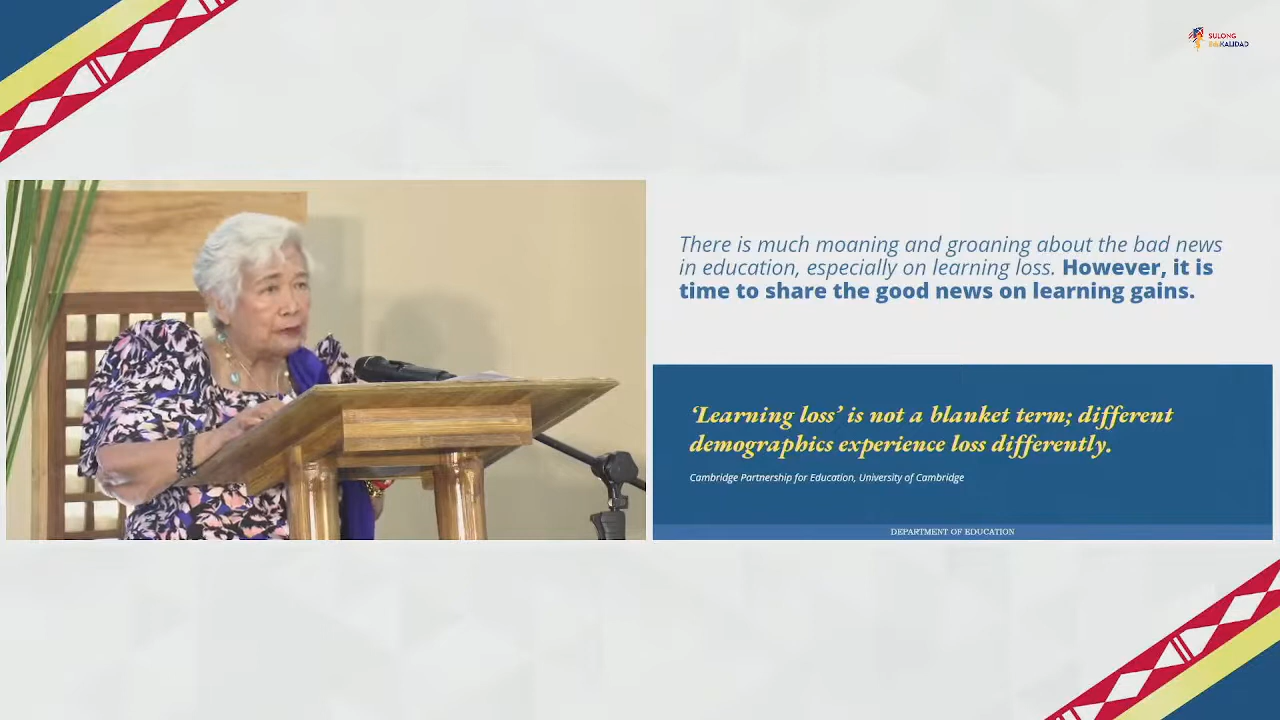 SULONG
EduKALIDAD
There is much moaning and groaning about the bad news
in education, especially on learning loss. However, it is
time to share the good news on learning gains.
‘Learning loss’ is not a blanket term; different
demographics experience loss differently.
Cambridge Partnership for Education, University of Cambridge
DEPARTMENT OF EDUCATION